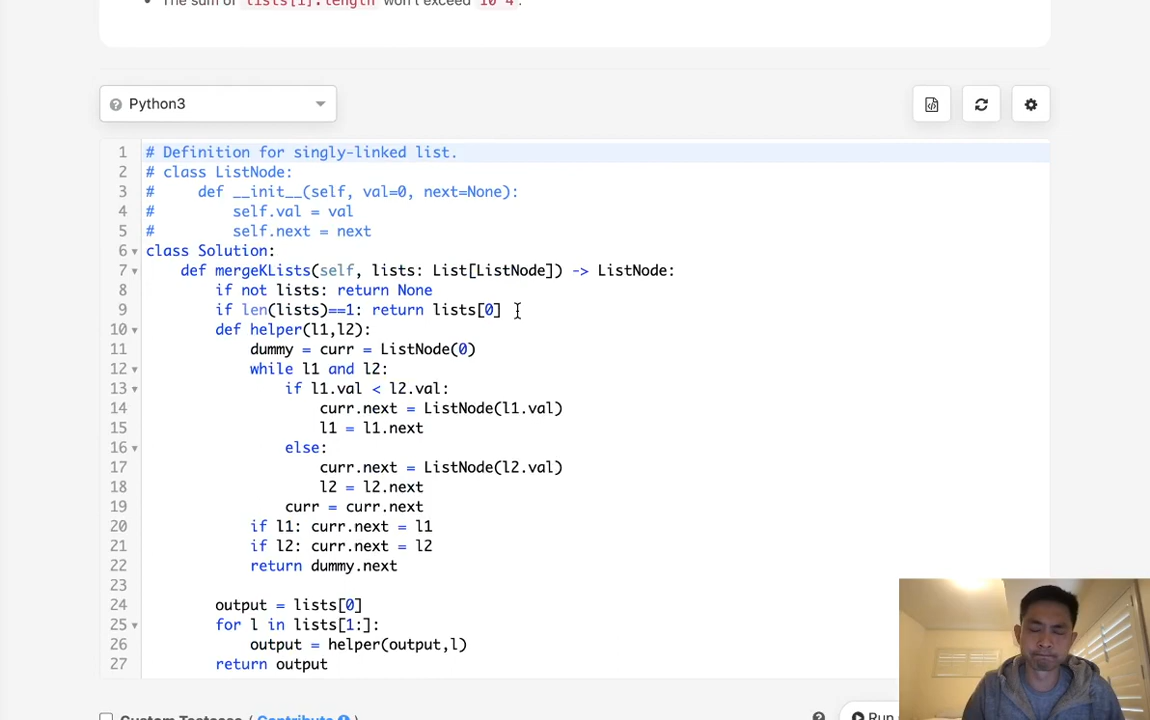 The sum of lists[i].length won't exceed 10^4.
Python3
1 # Definition for singly-linked list.
2 # class ListNode:
3 #     def __init__(self, val=0, next=None):
4 #         self.val = val
5 #         self.next = next
6 class Solution:
7     def mergeKLists(self, lists: List[ListNode]) -> ListNode:
8         if not lists: return None
9         if len(lists)==1: return lists[0]
10         def helper(l1,l2):
11             dummy = curr = ListNode(0)
12             while l1 and l2:
13                 if l1.val < l2.val:
14                     curr.next = ListNode(l1.val)
15                     l1 = l1.next
16                 else:
17                     curr.next = ListNode(l2.val)
18                     l2 = l2.next
19                 curr = curr.next
20             if l1: curr.next = l1
21             if l2: curr.next = l2
22             return dummy.next
23
24         output = lists[0]
25         for l in lists[1:]:
26             output = helper(output,l)
27         return output
Custom Testcase ( Contribute )
Run